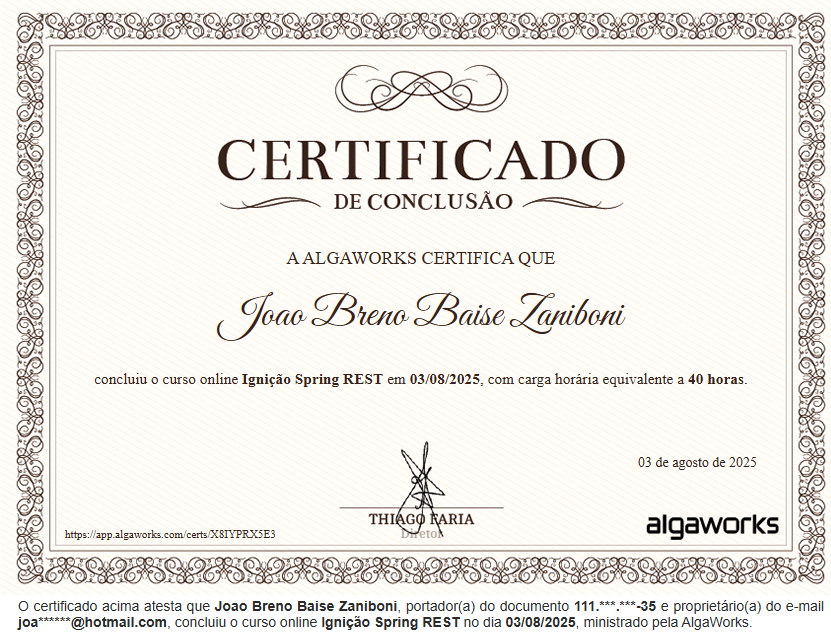 CERTIFICADO
DE CONCLUSÃO
A ALGAWORKS CERTIFICA QUE
Joao Breno Baise Zaniboni
concluiu o curso online Ignição Spring REST em 03/08/2025, com carga horária equivalente a 40 horas.
03 de agosto de 2025
THIAGO FARIA
Diretor
https://app.algaworks.com/certs/X8IYPRX5E3
algaworks
O certificado acima atesta que Joao Breno Baise Zaniboni, portador(a) do documento 111.***.***-35 e proprietário(a) do e-mail
joa******@hotmail.com, concluiu o curso online Ignição Spring REST no dia 03/08/2025, ministrado pela AlgaWorks.